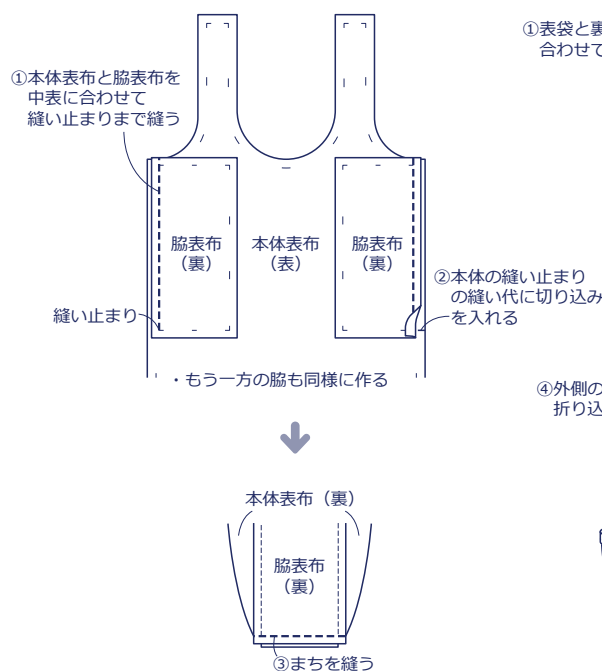 ①本体表布と脇表布を
中表に合わせて
縫い止まりまで縫う
脇表布
（裏）
本体表布
（表）
脇表布
（裏）
②本体の縫い止まり
の縫い代に切り込み
を入れる
縫い止まり
・もう一方の脇も同様に作る
本体表布（裏）
脇表布
（裏）
③まちを縫う
①表袋と裏
合わせて
④外側の
折り込